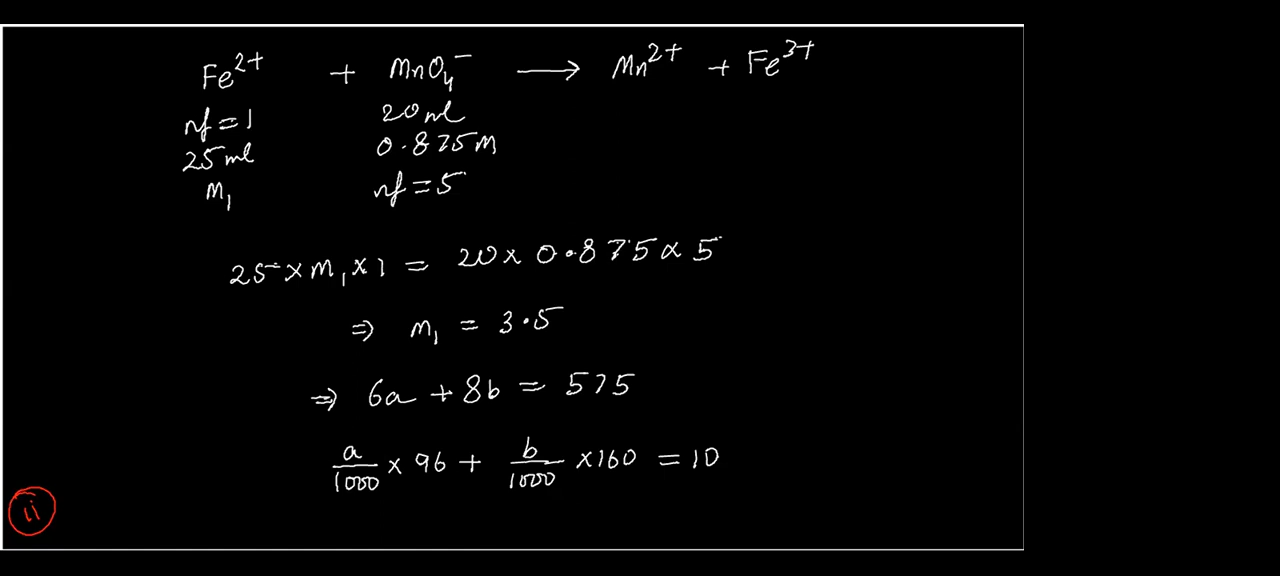 Fe²⁺ + MnO₄⁻ ⟶ Mn²⁺ + Fe³⁺
nf = 1 20 ml
25 ml 0.875 M
M₁ nf = 5
25 × M₁ × 1 = 20 × 0.875 × 5
⇒ M₁ = 3.5
⇒ 6a + 8b = 575
a/1000 × 96 + b/1000 × 160 = 10
ii